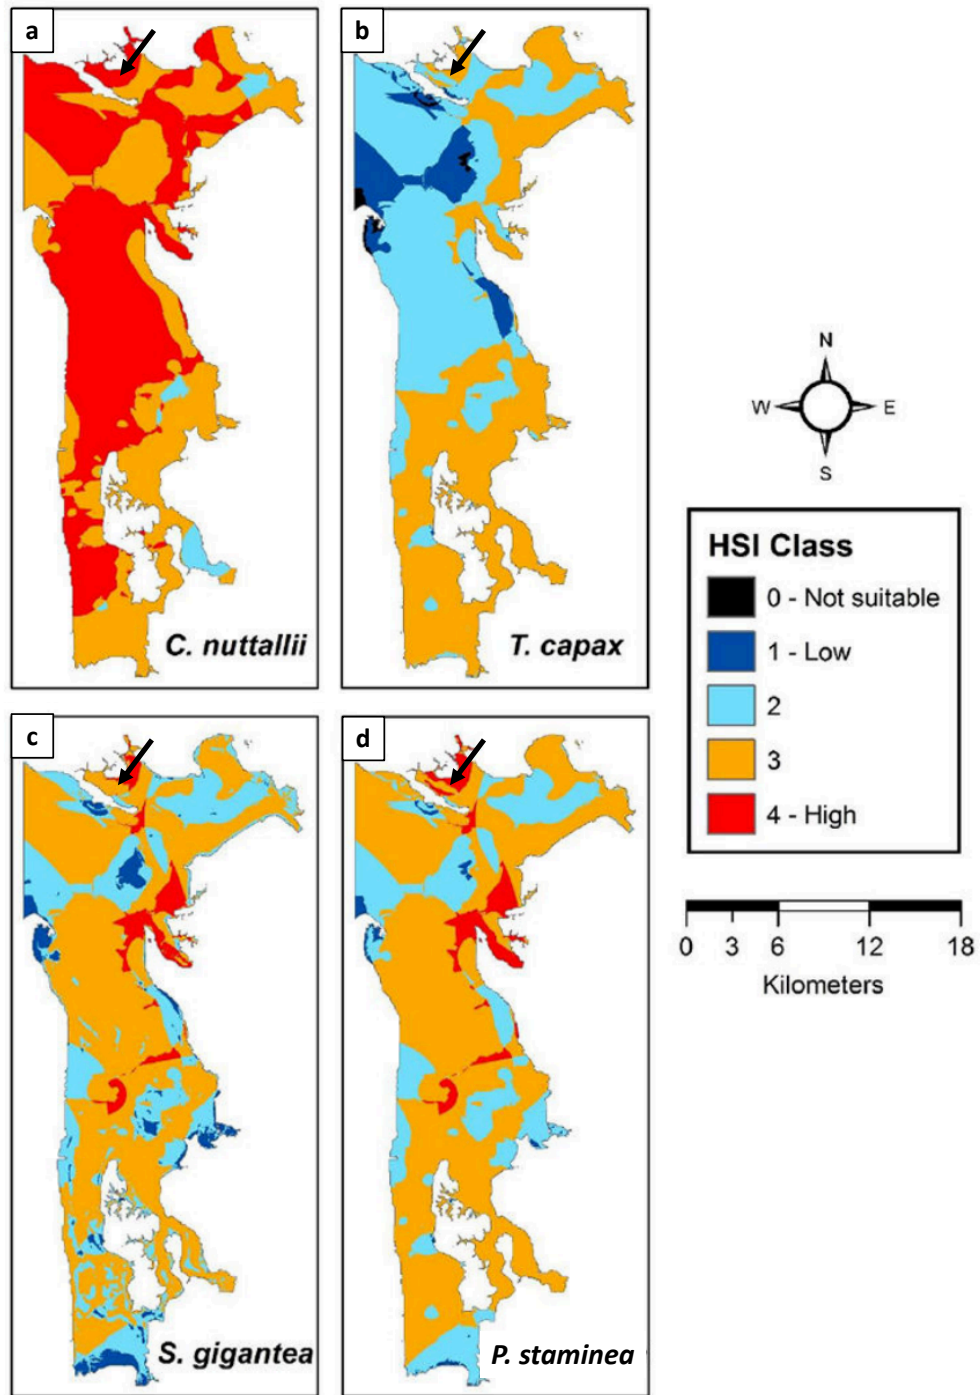 a
b
C. nuttallii
T. capax
c
d
S. gigantea
P. staminea
N
W
E
S
HSI Class
0 - Not suitable
1 - Low
2
3
4 - High
0 3 6 12 18
Kilometers